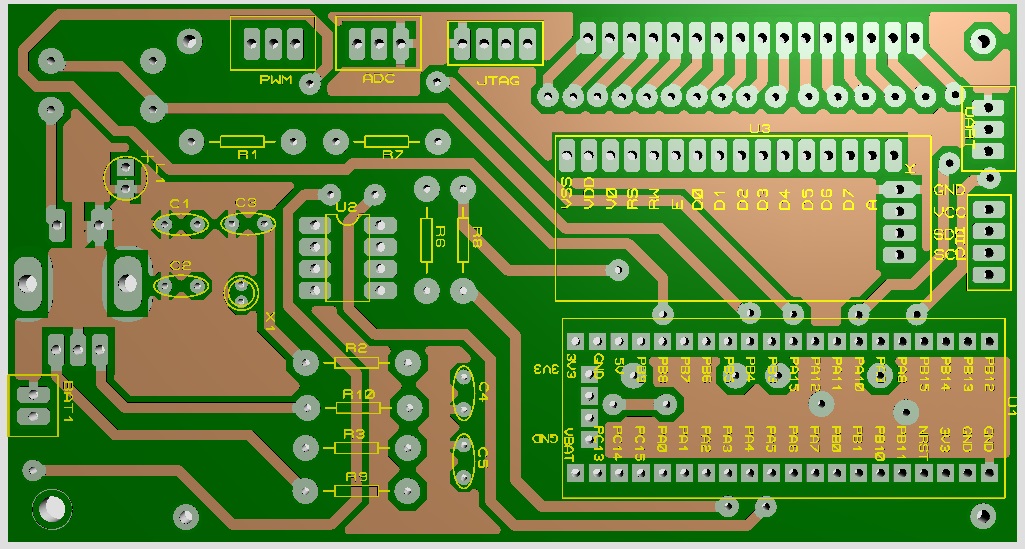 PWM
ADC
JTAG
UART
U3
R1
R7
L1
K
GND
VCC
SDA
SCL
VSS
VDD
V0
RS
RW
E
D0
D1
D2
D3
D4
D5
D6
D7
A
C1
C3
U2
R6
R8
C2
X1
R2
R10
R3
R9
C4
C5
BAT1
3V3
GND
3V3
GND
5V
PB9
PB8
PB7
PB6
PB5
PB4
PB3
PA15
PA12
PA11
PA8
PB15
PB14
PB13
PB12
U1
VBAT
PC13
PC14
PC15
PA0
PA1
PA2
PA3
PA4
PA5
PA6
PA7
PB0
PB1
PB10
PB11
NRST
3V3
GND
GND